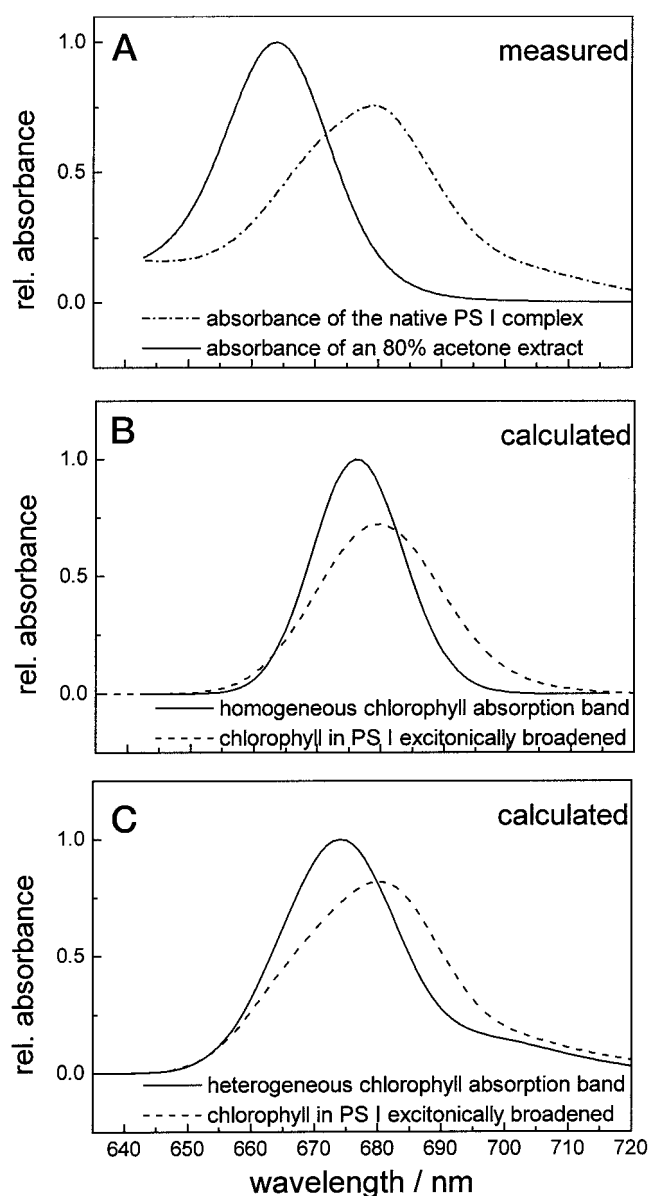 A
measured
1.0
0.5
0.0
rel. absorbance
absorbance of the native PS I complex
absorbance of an 80% acetone extract
B
calculated
1.0
0.5
0.0
rel. absorbance
homogeneous chlorophyll absorption band
chlorophyll in PS I excitonically broadened
C
calculated
1.0
0.5
0.0
rel. absorbance
heterogeneous chlorophyll absorption band
chlorophyll in PS I excitonically broadened
640 650 660 670 680 690 700 710 720
wavelength / nm